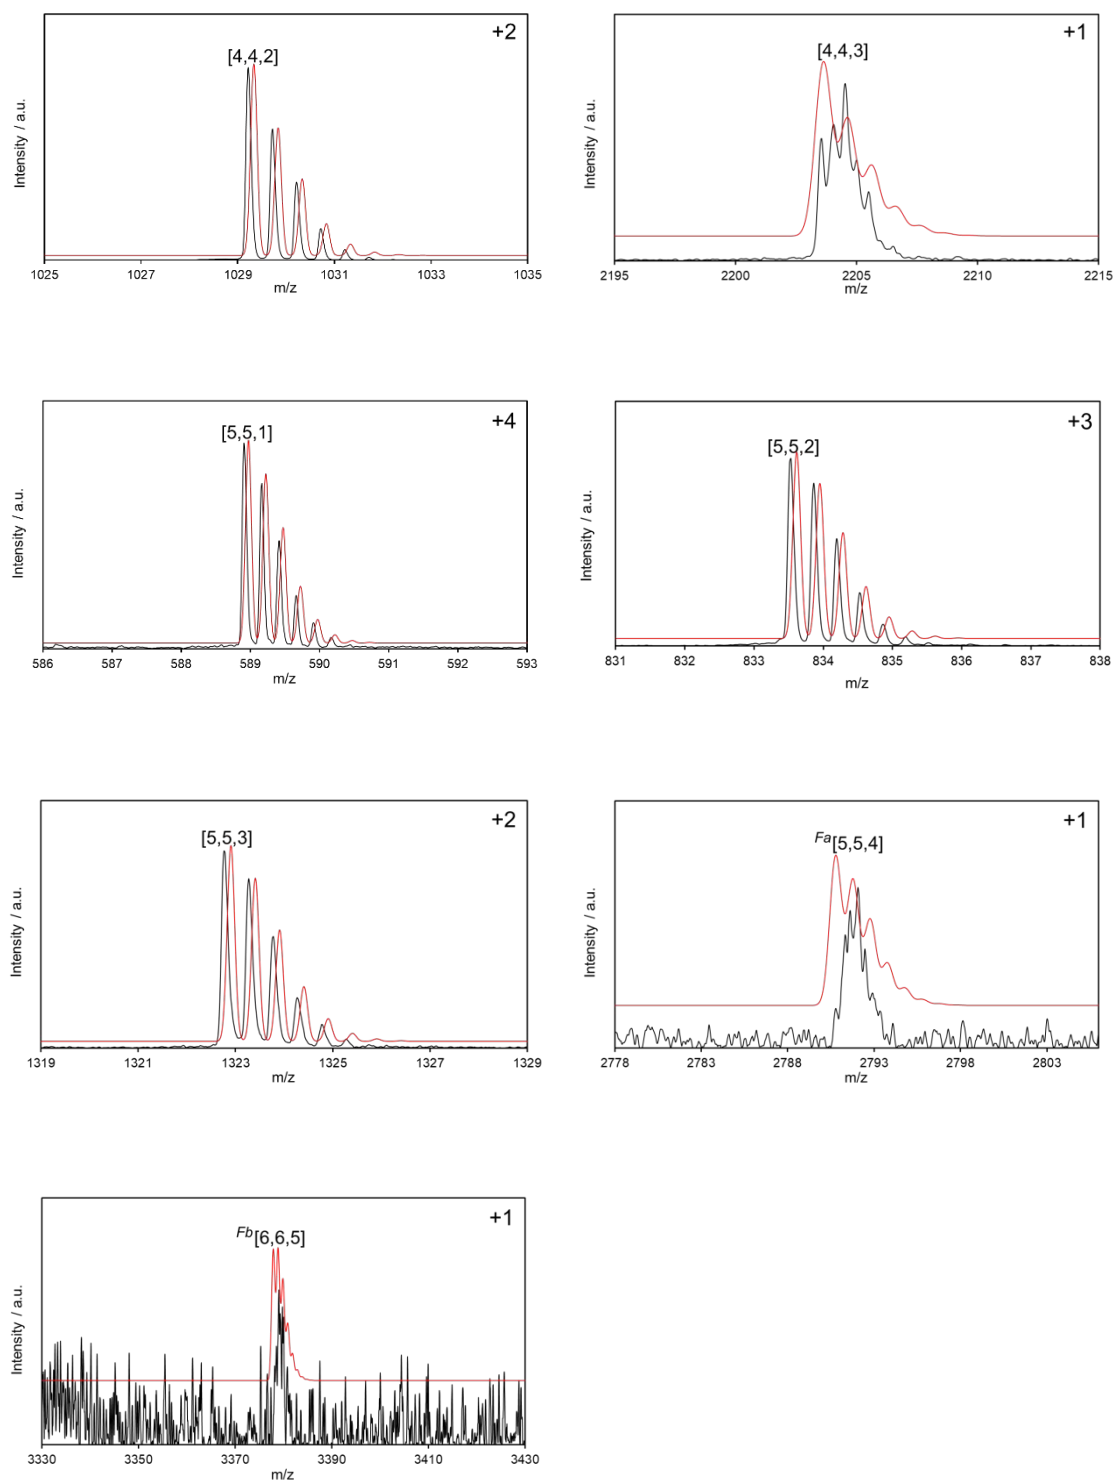 +2
[4,4,2]
Intensity / a.u.
1025 1027 1029 1031 1033 1035
m/z
+1
[4,4,3]
Intensity / a.u.
2195 2200 2205 2210 2215
m/z
+4
[5,5,1]
Intensity / a.u.
586 587 588 589 590 591 592 593
m/z
+3
[5,5,2]
Intensity / a.u.
831 832 833 834 835 836 837 838
m/z
+2
[5,5,3]
Intensity / a.u.
1319 1321 1323 1325 1327 1329
m/z
+1
Fa[5,5,4]
Intensity / a.u.
2778 2783 2788 2793 2798 2803
m/z
+1
Fb[6,6,5]
Intensity / a.u.
3330 3350 3370 3390 3410 3430
m/z